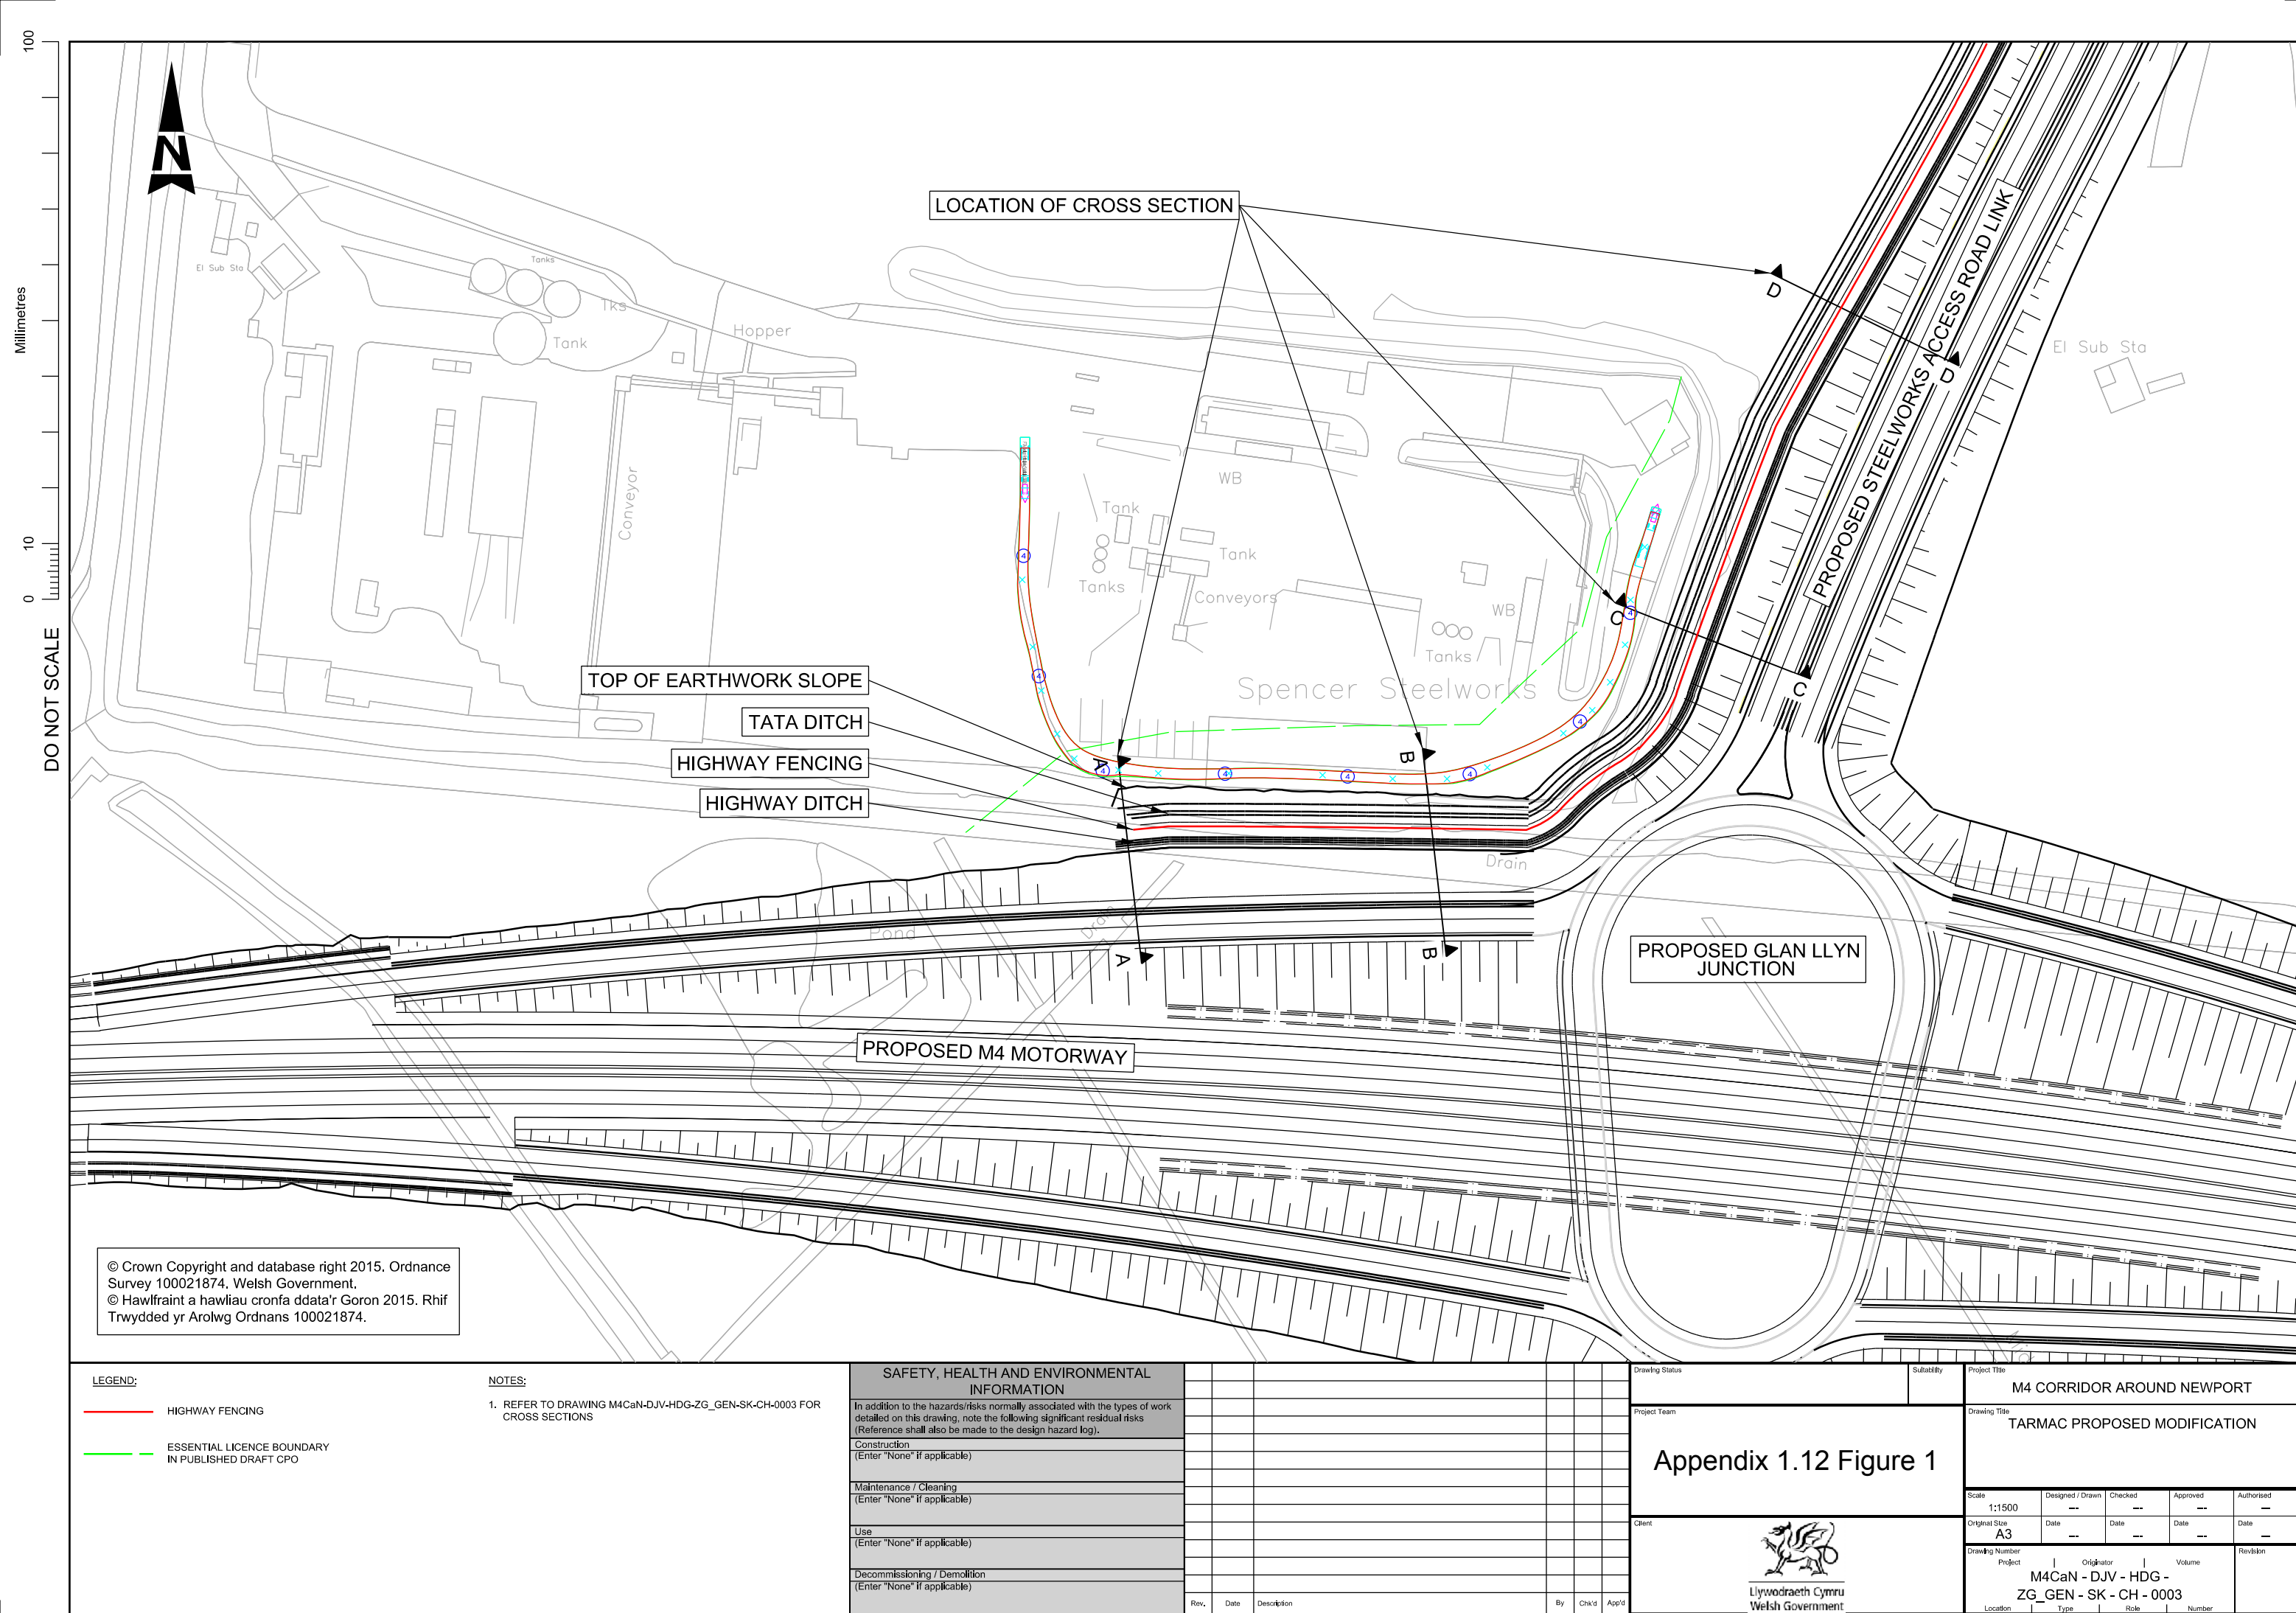 100
Millimetres
10
0
DO NOT SCALE
N
LOCATION OF CROSS SECTION
El Sub Sta
Tanks
Tks
Tank
Hopper
Conveyor
WB
Tank
Tank
Tanks
Conveyors
WB
Tanks
Spencer Steelworks
El Sub Sta
PROPOSED STEELWORKS ACCESS ROAD LINK
D
D
C
C
4
4
4
4
4
4
4
4
A
B
TOP OF EARTHWORK SLOPE
TATA DITCH
HIGHWAY FENCING
HIGHWAY DITCH
Drain
Drain
Pond
A
B
PROPOSED GLAN LLYN
JUNCTION
PROPOSED M4 MOTORWAY
© Crown Copyright and database right 2015. Ordnance
Survey 100021874, Welsh Government,
© Hawlfraint a hawliau cronfa ddata'r Goron 2015. Rhif
Trwydded yr Arolwg Ordnans 100021874.
LEGEND:
HIGHWAY FENCING
ESSENTIAL LICENCE BOUNDARY
IN PUBLISHED DRAFT CPO
NOTES:
1. REFER TO DRAWING M4CaN-DJV-HDG-ZG_GEN-SK-CH-0003 FOR
CROSS SECTIONS
SAFETY, HEALTH AND ENVIRONMENTAL
INFORMATION
In addition to the hazards/risks normally associated with the types of work
detailed on this drawing, note the following significant residual risks
(Reference shall also be made to the design hazard log).
Construction
(Enter "None" if applicable)
Maintenance / Cleaning
(Enter "None" if applicable)
Use
(Enter "None" if applicable)
Decommissioning / Demolition
(Enter "None" if applicable)
Rev. Date Description By Chk'd App'd
Drawing Status
Suitability
Project Team
Appendix 1.12 Figure 1
Client
Llywodraeth Cymru
Welsh Government
Project Title
M4 CORRIDOR AROUND NEWPORT
Drawing Title
TARMAC PROPOSED MODIFICATION
Scale Designed / Drawn Checked Approved Authorised
1:1500 -- -- -- --
Original Size Date Date Date Date
A3 -- -- -- --
Drawing Number
Revision
Project | Originator | Volume
M4CaN - DJV - HDG -
ZG_GEN - SK - CH - 0003
Location | Type | Role | Number